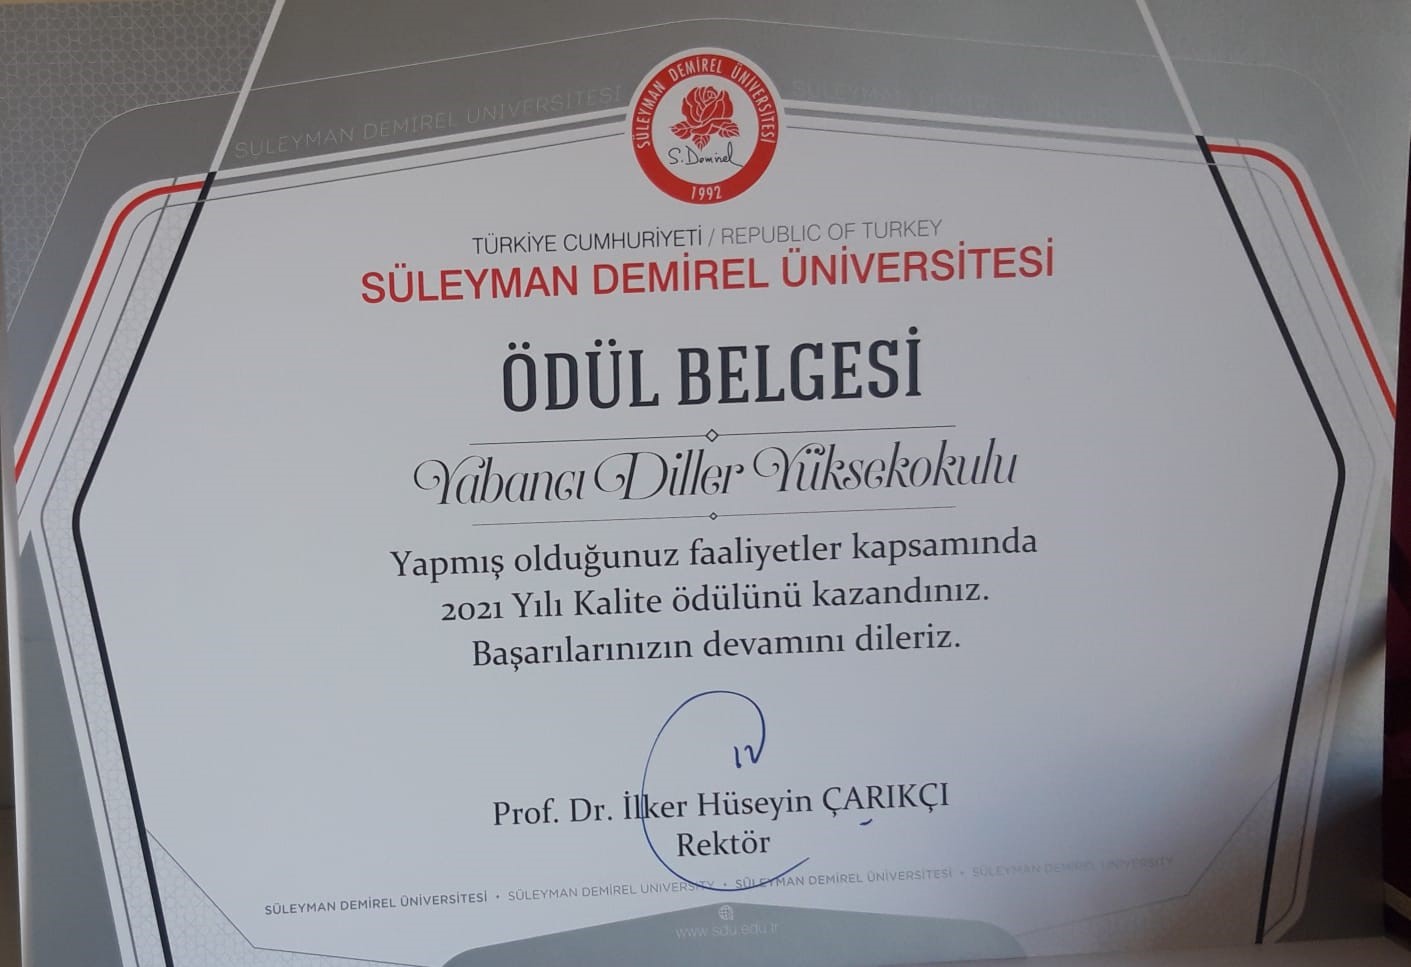 SÜLEYMAN DEMİREL ÜNİVERSİTESİ
SÜLEYMAN DEMİREL ÜNİVERSİTESİ
S. Demirel
1992
TÜRKİYE CUMHURİYETİ / REPUBLIC OF TURKEY
SÜLEYMAN DEMİREL ÜNİVERSİTESİ
ÖDÜL BELGESİ
Yabancı Diller Yüksekokulu
Yapmış olduğunuz faaliyetler kapsamında
2021 Yılı Kalite ödülünü kazandınız.
Başarılarınızın devamını dileriz.
Prof. Dr. İlker Hüseyin ÇARIKÇI
Rektör
SÜLEYMAN DEMİREL ÜNİVERSİTESİ • SÜLEYMAN DEMİREL UNIVERSITY • SÜLEYMAN DEMİREL ÜNİVERSİTESİ • SÜLEYMAN DEMİREL UNIVERSITY
www.sdu.edu.tr